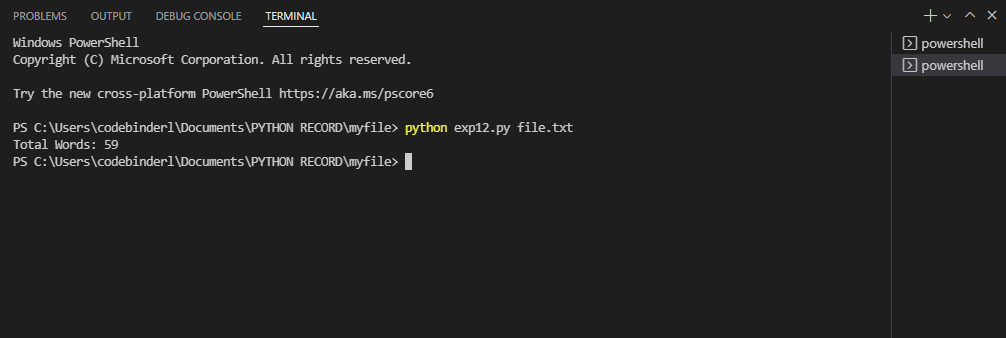 PROBLEMS OUTPUT DEBUG CONSOLE TERMINAL
Windows PowerShell
Copyright (C) Microsoft Corporation. All rights reserved.
Try the new cross-platform PowerShell https://aka.ms/pscore6
PS C:\Users\codebinderl\Documents\PYTHON RECORD\myfile> python exp12.py file.txt
Total Words: 59
PS C:\Users\codebinderl\Documents\PYTHON RECORD\myfile>
powershell
powershell